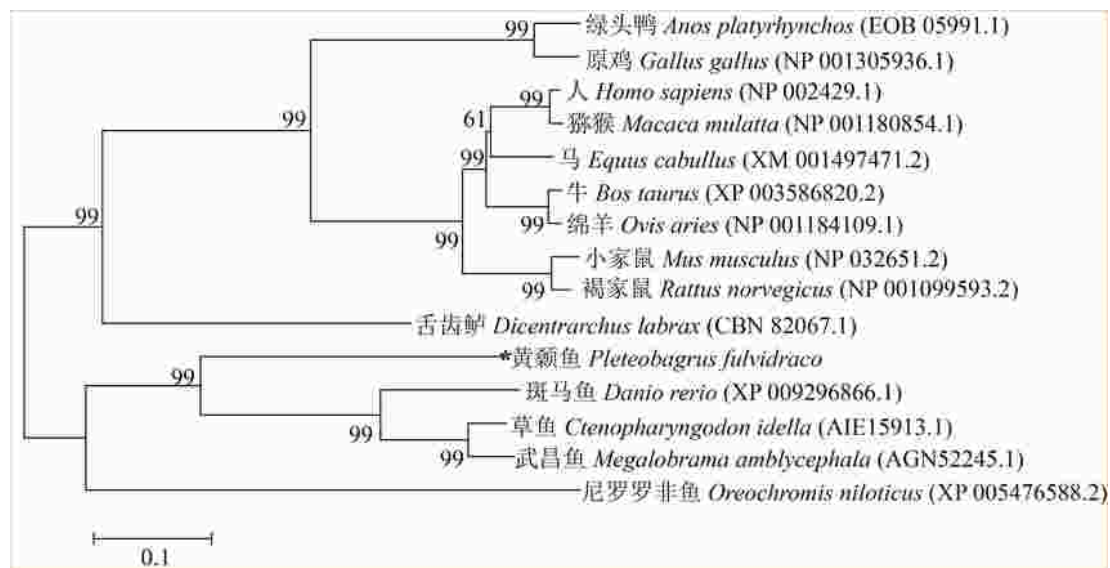 99
绿头鸭 Anos platyrhynchos (EOB 05991.1)
原鸡 Gallus gallus (NP 001305936.1)
99
99
人 Homo sapiens (NP 002429.1)
61
猕猴 Macaca mulatta (NP 001180854.1)
99
马 Equus cabullus (XM 001497471.2)
牛 Bos taurus (XP 003586820.2)
99
99
绵羊 Ovis aries (NP 001184109.1)
99
小家鼠 Mus musculus (NP 032651.2)
99
褐家鼠 Rattus norvegicus (NP 001099593.2)
舌齿鲈 Dicentrarchus labrax (CBN 82067.1)
*黄颡鱼 Pleteobagrus fulvidraco
99
斑马鱼 Danio rerio (XP 009296866.1)
99
草鱼 Ctenopharyngodon idella (AIE15913.1)
99
武昌鱼 Megalobrama amblycephala (AGN52245.1)
尼罗罗非鱼 Oreochromis niloticus (XP 005476588.2)
0.1